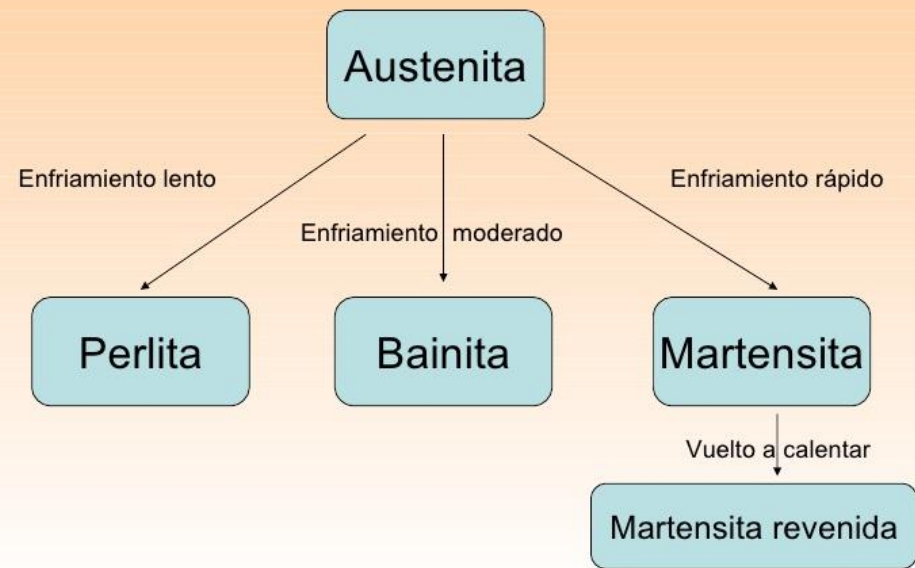 Austenita
Enfriamiento lento
Enfriamiento rápido
Enfriamiento moderado
Perlita
Bainita
Martensita
Vuelto a calentar
Martensita revenida